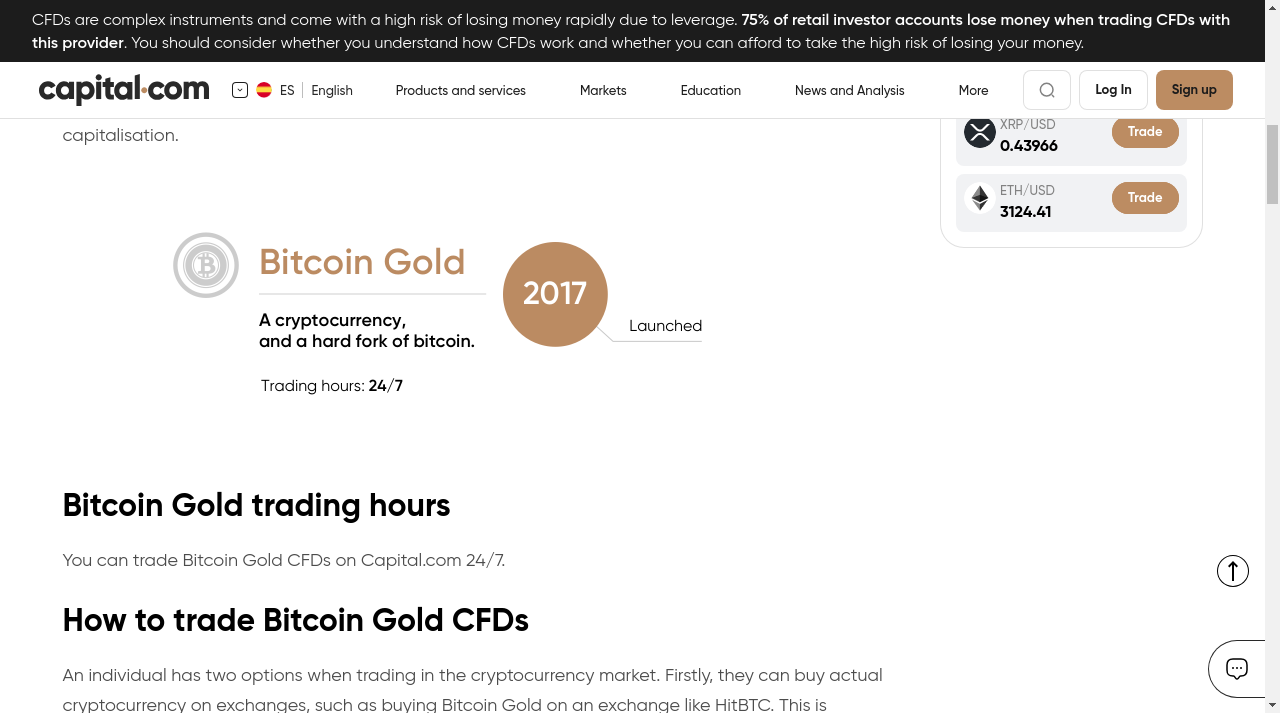 CFDs are complex instruments and come with a high risk of losing money rapidly due to leverage. 75% of retail investor accounts lose money when trading CFDs with
this provider. You should consider whether you understand how CFDs work and whether you can afford to take the high risk of losing your money.
capital.com
ES English
Products and services
Markets
Education
News and Analysis
More
Log In
Sign up
capitalisation.
XRP/USD
0.43966
Trade
ETH/USD
3124.41
Trade
Bitcoin Gold
A cryptocurrency,
and a hard fork of bitcoin.
Trading hours: 24/7
2017
Launched
Bitcoin Gold trading hours
You can trade Bitcoin Gold CFDs on Capital.com 24/7.
How to trade Bitcoin Gold CFDs
An individual has two options when trading in the cryptocurrency market. Firstly, they can buy actual
cryptocurrency on exchanges, such as buying Bitcoin Gold on an exchange like HitBTC. This is